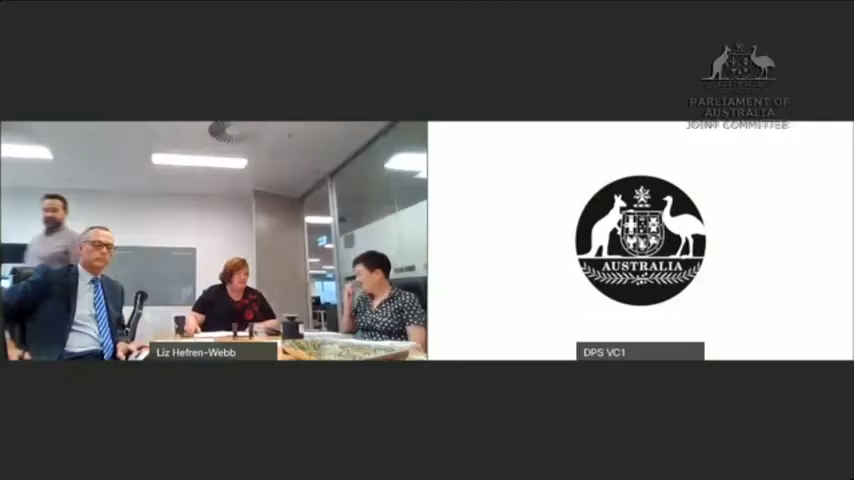 PARLIAMENT OF
AUSTRALIA
JOINT COMMITTEE
AUSTRALIA
Liz Hefren-Webb
DPS VC1